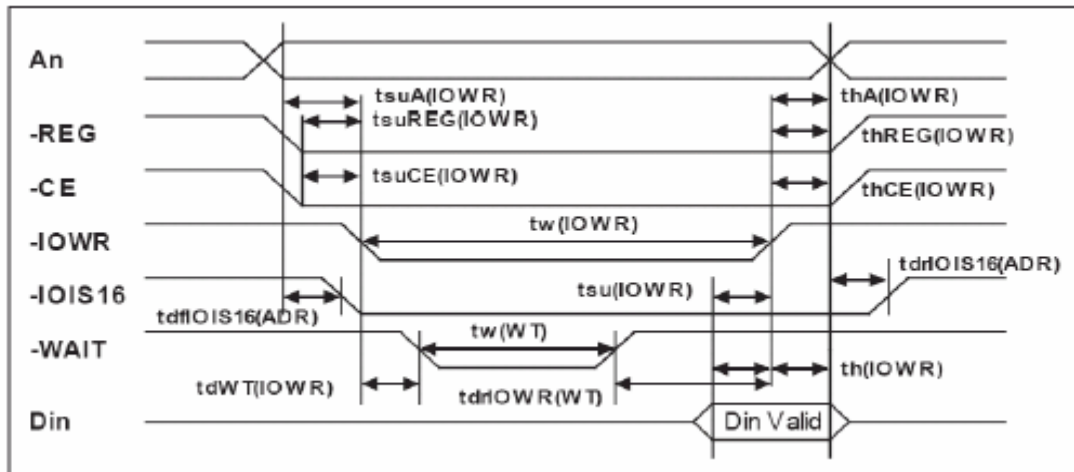 An
tsuA(IOWR)
thA(IOWR)
tsuREG(IOWR)
-REG
thREG(IOWR)
tsuCE(IOWR)
-CE
thCE(IOWR)
tw(IOWR)
-IOWR
tdrIOIS16(ADR)
-IOIS16
tsu(IOWR)
tdfIOIS16(ADR)
tw(WT)
-WAIT
th(IOWR)
tdWT(IOWR)
tdrIOWR(WT)
Din
Din Valid